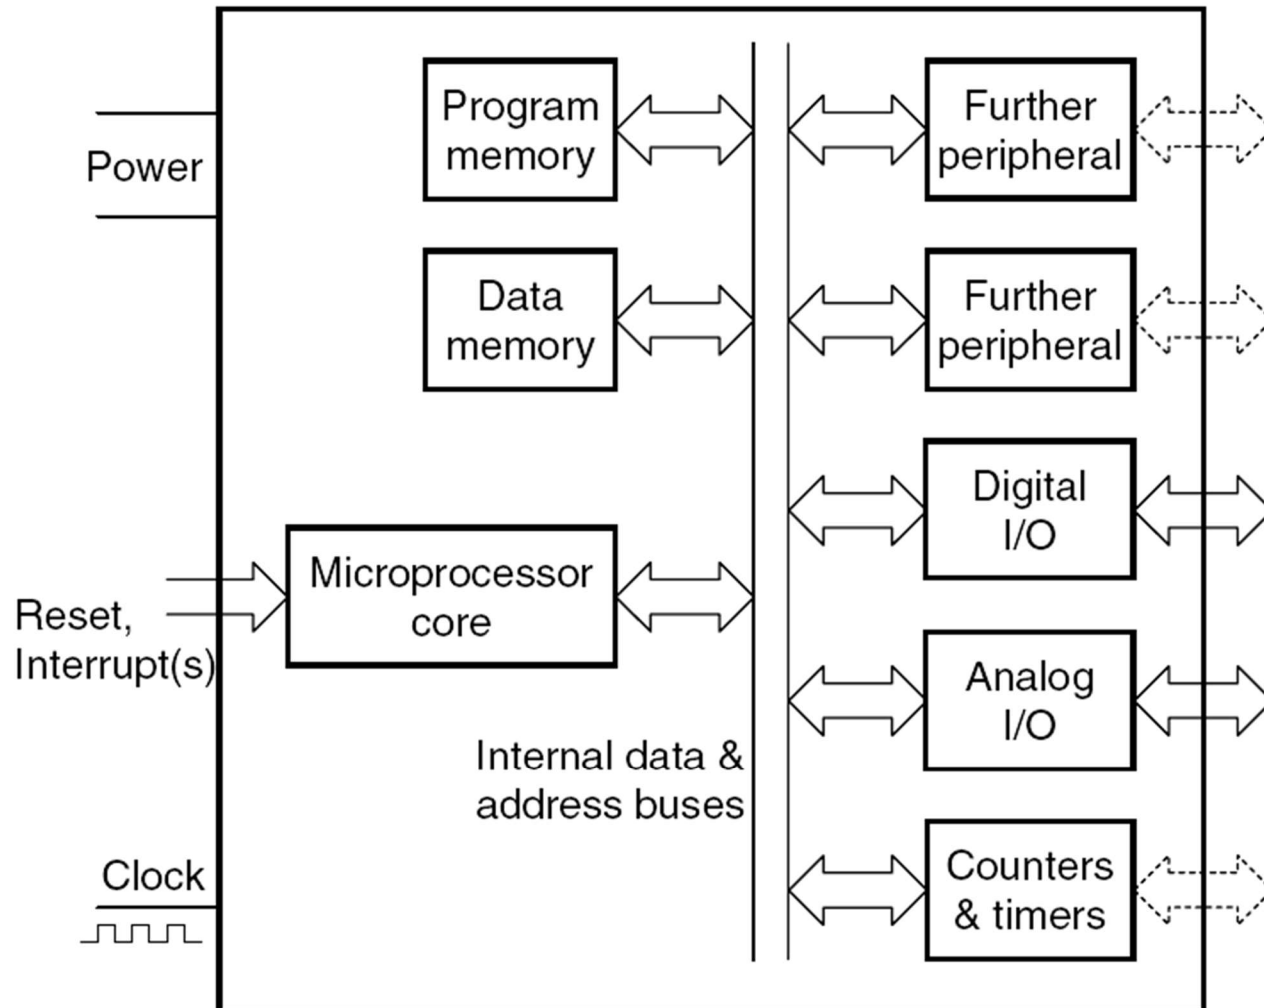 Program
memory
Further
peripheral
Power
Data
memory
Further
peripheral
Digital
I/O
Microprocessor
core
Reset,
Interrupt(s)
Analog
I/O
Internal data &
address buses
Clock
Counters
& timers